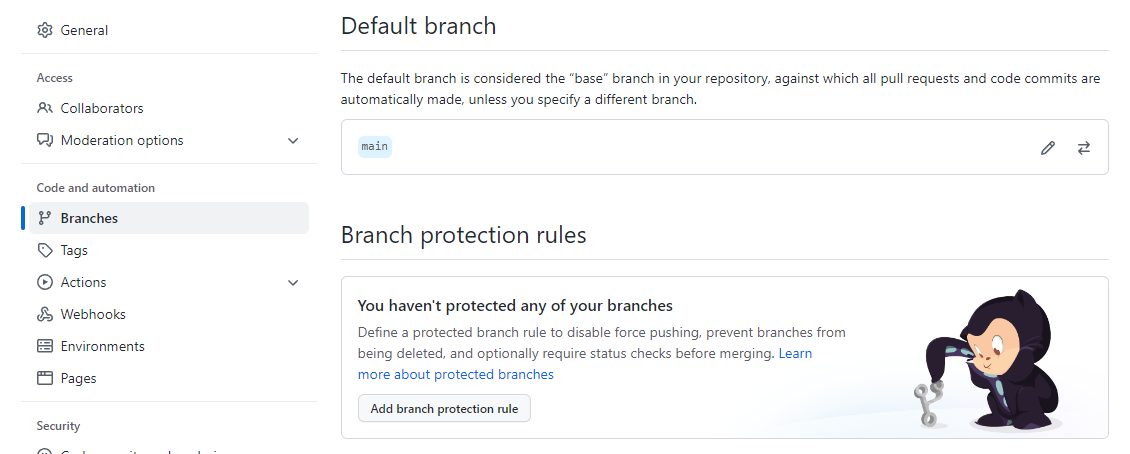 General
Access
Collaborators
Moderation options
Code and automation
Branches
Tags
Actions
Webhooks
Environments
Pages
Security
Default branch
The default branch is considered the “base” branch in your repository, against which all pull requests and code commits are
automatically made, unless you specify a different branch.
main
Branch protection rules
You haven't protected any of your branches
Define a protected branch rule to disable force pushing, prevent branches from
being deleted, and optionally require status checks before merging. Learn
more about protected branches
Add branch protection rule